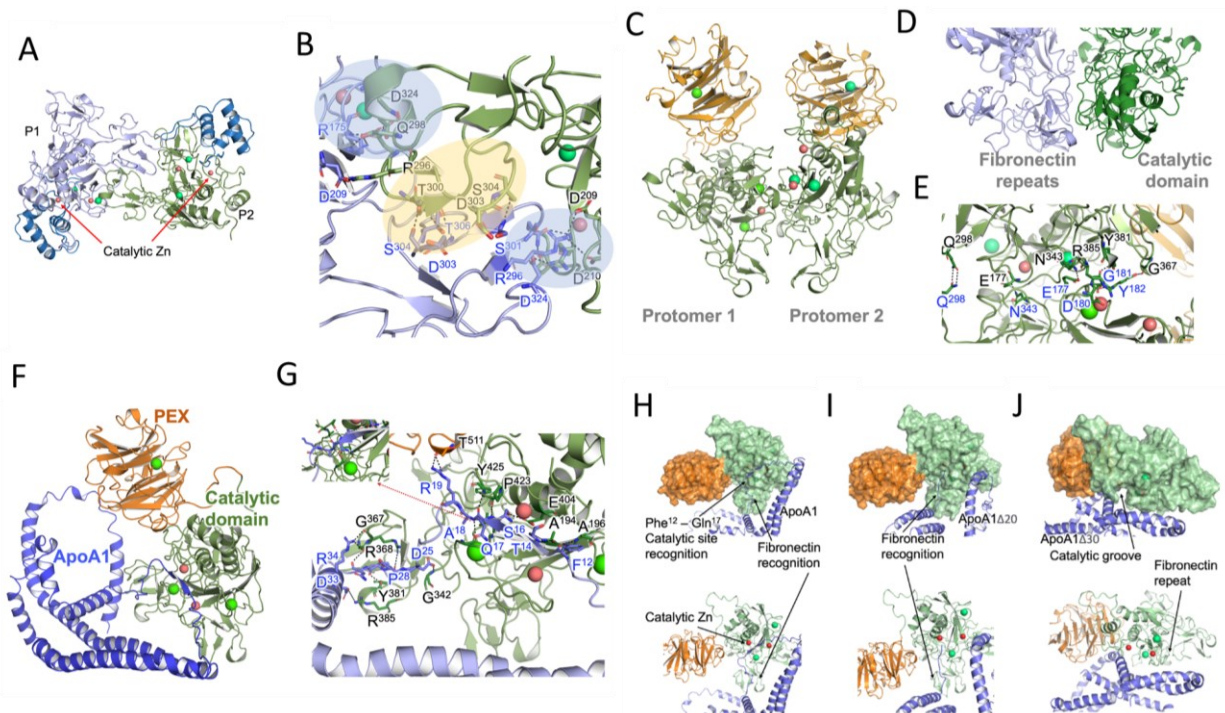 A
P1
P2
Catalytic Zn
B
D324
R175
Q298
D209
R296
T300
S304
D303
D209
T306
S304
S301
D303
R296
D210
D324
C
Protomer 1
Protomer 2
D
Fibronectin
repeats
Catalytic
domain
E
Q298
Y381
R385
N343
G367
E177
G181
E177
Y182
Q298
N343
D180
F
PEX
Catalytic
domain
ApoA1
G
T511
Y425
R19
P423
E404
G367
A18
S16
A194
A196
R34
R368
D25
Q17
T14
D33
P28
F12
Y381
G342
R385
H
Phe12 – Gln17
Catalytic site
recognition
ApoA1
Fibronectin
recognition
Catalytic Zn
I
Fibronectin
recognition
ApoA1Δ20
J
ApoA1Δ30
Catalytic groove
Fibronectin
repeat